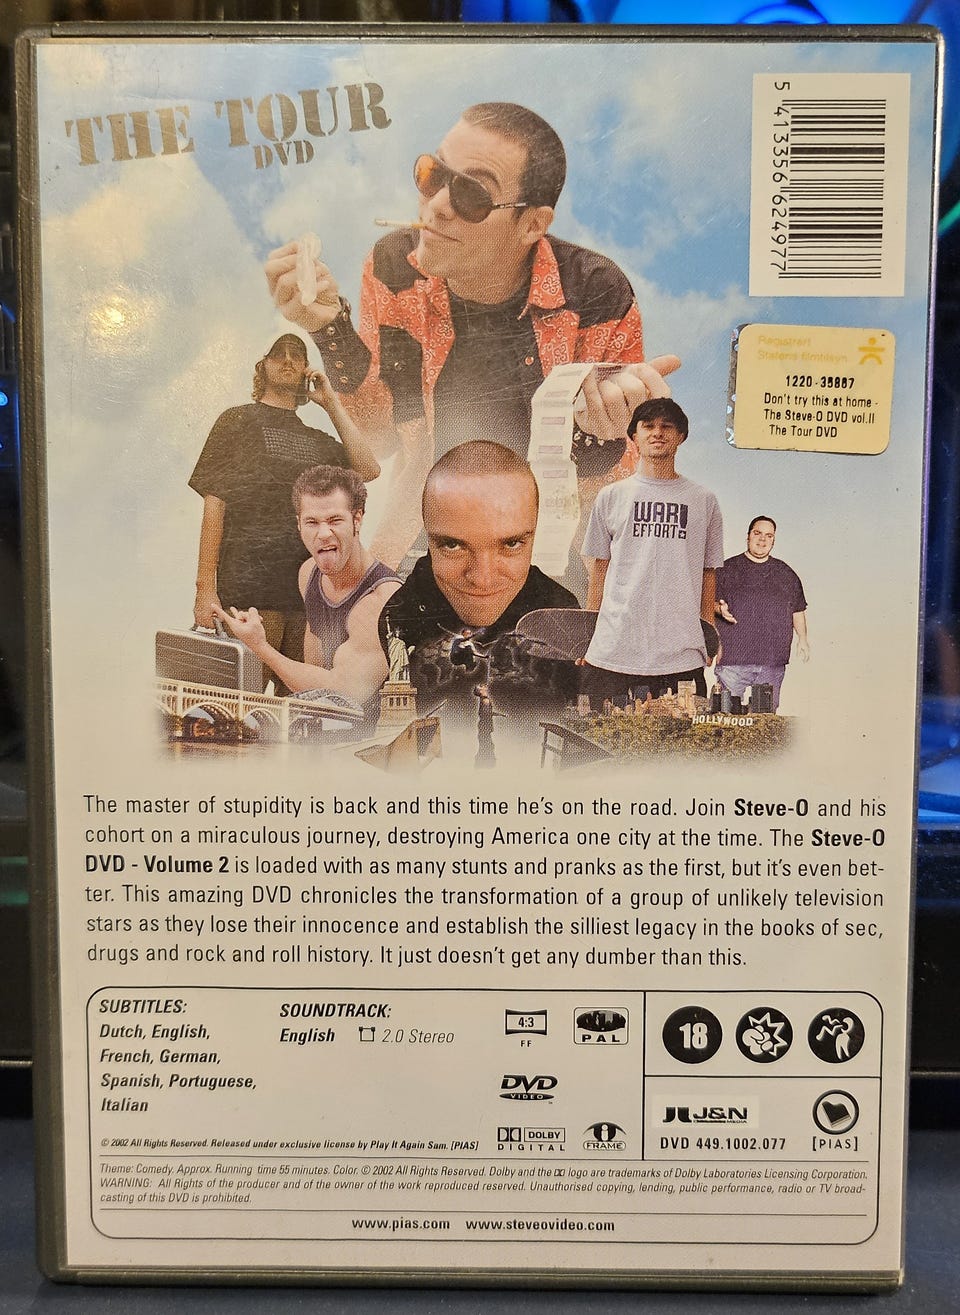 THE TOUR
DVD
5 413356 624977
Registrert
Statens filmtilsyn
1220-35887
Don't try this at home -
The Steve-O DVD vol.II
The Tour DVD
WAR!
EFFORT
HOLLYWOOD
The master of stupidity is back and this time he's on the road. Join Steve-O and his
cohort on a miraculous journey, destroying America one city at the time. The Steve-O
DVD - Volume 2 is loaded with as many stunts and pranks as the first, but it's even bet-
ter. This amazing DVD chronicles the transformation of a group of unlikely television
stars as they lose their innocence and establish the silliest legacy in the books of sec,
drugs and rock and roll history. It just doesn't get any dumber than this.
SUBTITLES:
Dutch, English,
French, German,
Spanish, Portuguese,
Italian
SOUNDTRACK:
English 2.0 Stereo
4:3
FF
PAL
DVD
VIDEO
DOLBY
DIGITAL
i
FRAME
18
J&N
MEDIA
DVD 449.1002.077
[PIAS]
© 2002 All Rights Reserved. Released under exclusive license by Play It Again Sam. [PIAS]
Theme: Comedy. Approx. Running time 55 minutes. Color. © 2002 All Rights Reserved. Dolby and the DD logo are trademarks of Dolby Laboratories Licensing Corporation.
WARNING: All Rights of the producer and of the owner of the work reproduced reserved. Unauthorised copying, lending, public performance, radio or TV broad-
casting of this DVD is prohibited.
www.pias.com www.steveovideo.com